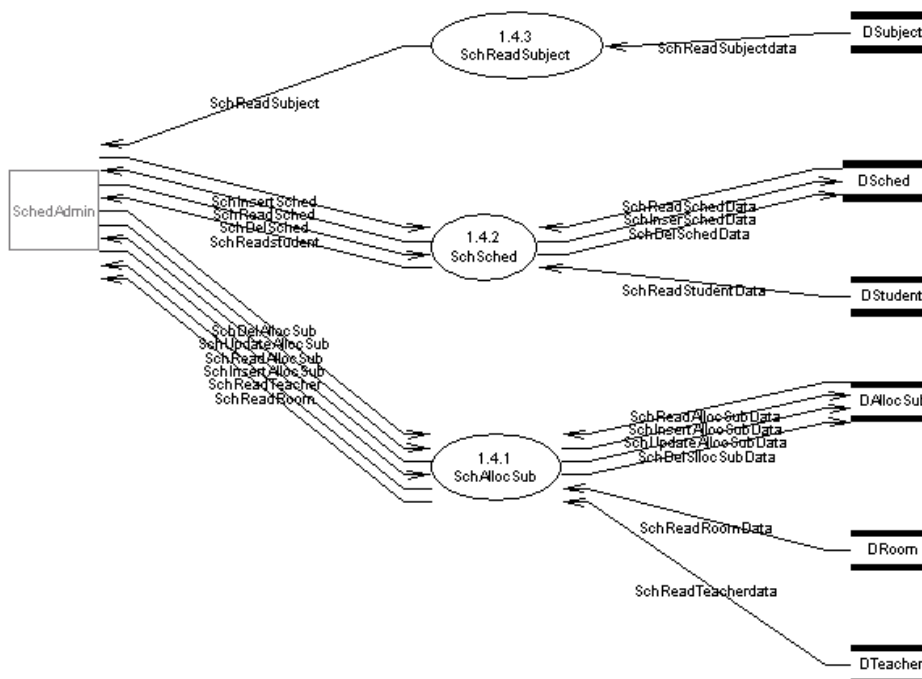 1.4.3
SchReadSubject
DSubject
SchReadSubjectdata
SchReadSubject
SchedAdmin
SchInsertSched
SchReadSched
SchDelSched
SchReadstudent
1.4.2
SchSched
SchReadSchedData
SchInserSchedData
SchDelSchedData
DSched
SchReadStudentData
DStudent
SchDelAllocSub
SchUpdateAllocSub
SchReadAllocSub
SchInsertAllocSub
SchReadTeacher
SchReadRoom
1.4.1
SchAllocSub
SchReadAllocSubData
SchInsertAllocSubData
SchUpdateAllocSubData
SchDelSllocSubData
DAllocSub
SchReadRoomData
DRoom
SchReadTeacherdata
DTeacher